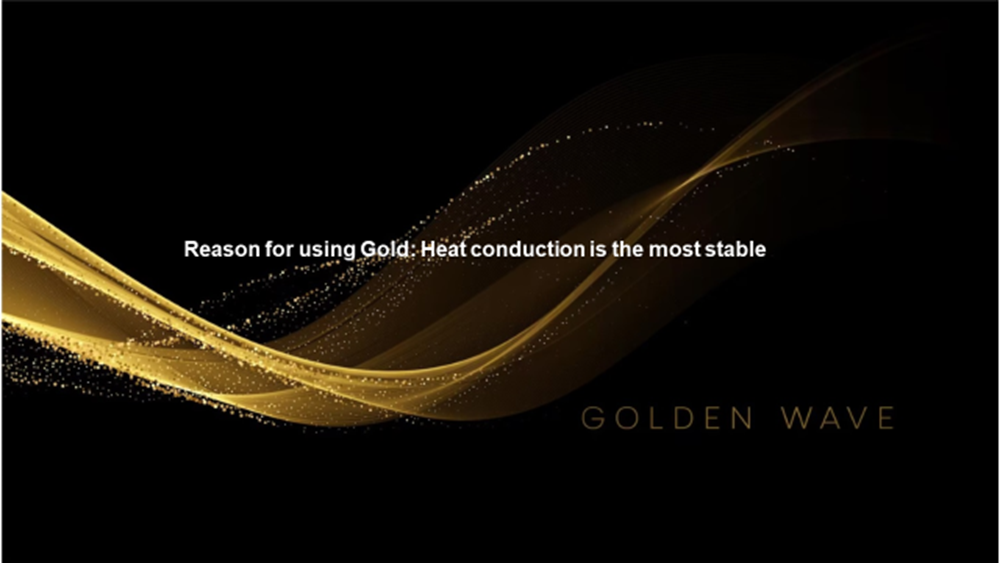 Reason for using Gold: Heat conduction is the most stable
GOLDEN WAVE